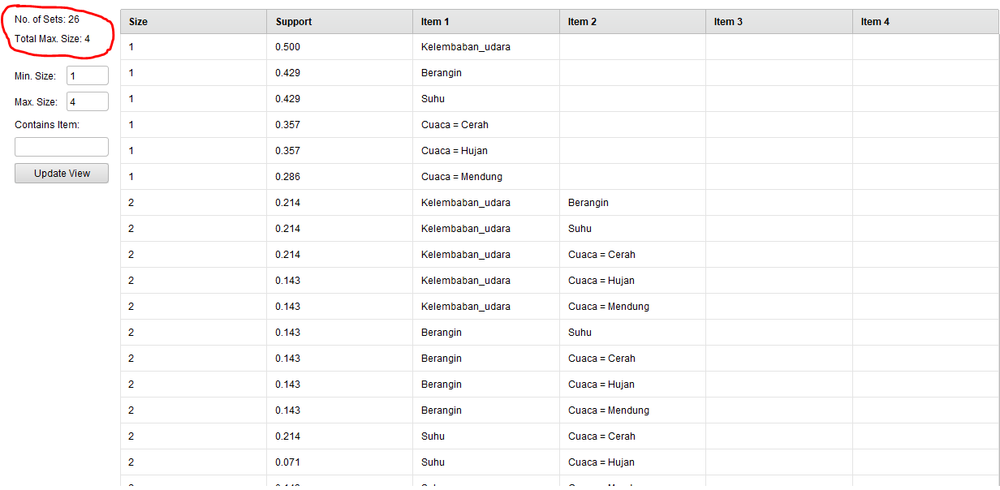 No. of Sets: 26
Total Max. Size: 4
Min. Size: 1
Max. Size: 4
Contains Item:
Update View
Size Support Item 1 Item 2 Item 3 Item 4
1 0.500 Kelembaban_udara
1 0.429 Berangin
1 0.429 Suhu
1 0.357 Cuaca = Cerah
1 0.357 Cuaca = Hujan
1 0.286 Cuaca = Mendung
2 0.214 Kelembaban_udara Berangin
2 0.214 Kelembaban_udara Suhu
2 0.214 Kelembaban_udara Cuaca = Cerah
2 0.143 Kelembaban_udara Cuaca = Hujan
2 0.143 Kelembaban_udara Cuaca = Mendung
2 0.143 Berangin Suhu
2 0.143 Berangin Cuaca = Cerah
2 0.143 Berangin Cuaca = Hujan
2 0.143 Berangin Cuaca = Mendung
2 0.214 Suhu Cuaca = Cerah
2 0.071 Suhu Cuaca = Hujan